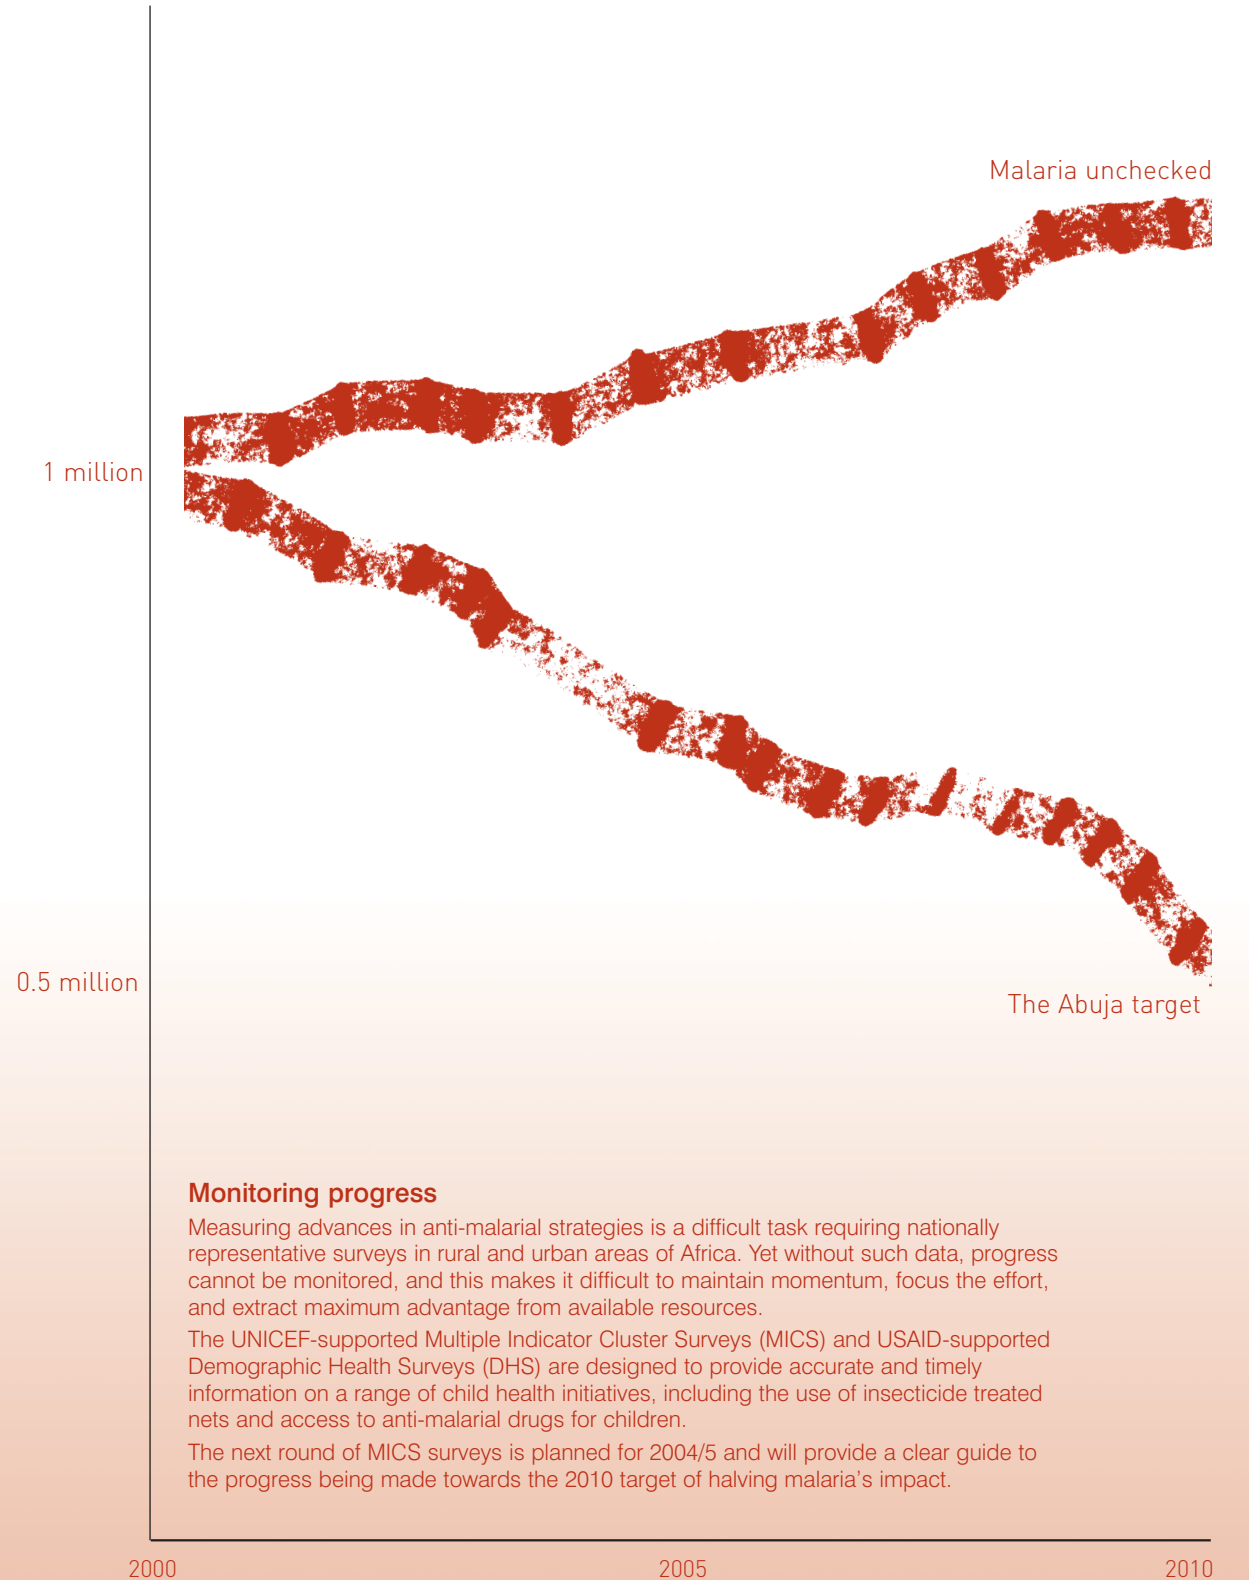 Malaria unchecked
1 million
0.5 million
The Abuja target
Monitoring progress
Measuring advances in anti-malarial strategies is a difficult task requiring nationally
representative surveys in rural and urban areas of Africa. Yet without such data, progress
cannot be monitored, and this makes it difficult to maintain momentum, focus the effort,
and extract maximum advantage from available resources.
The UNICEF-supported Multiple Indicator Cluster Surveys (MICS) and USAID-supported
Demographic Health Surveys (DHS) are designed to provide accurate and timely
information on a range of child health initiatives, including the use of insecticide treated
nets and access to anti-malarial drugs for children.
The next round of MICS surveys is planned for 2004/5 and will provide a clear guide to
the progress being made towards the 2010 target of halving malaria's impact.
2000 2005 2010